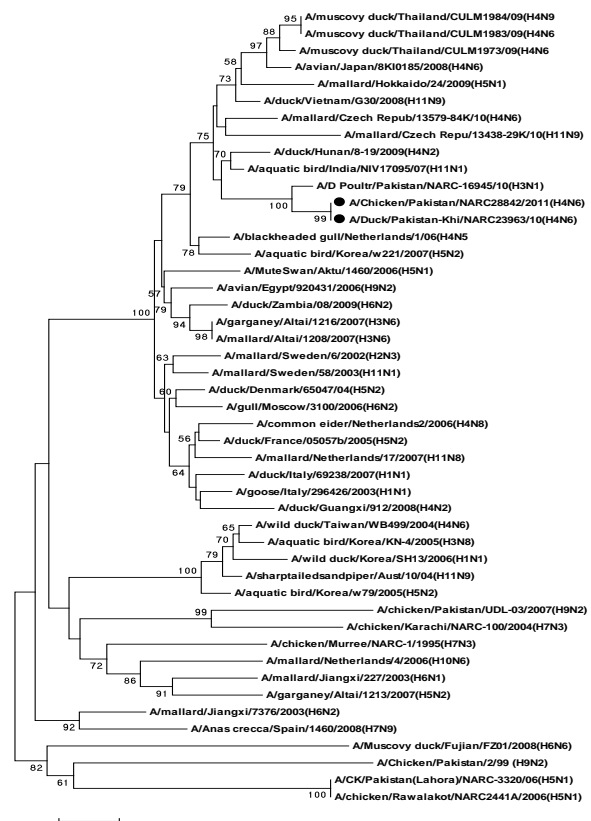 95
A/muscovy duck/Thailand/CULM1984/09(H4N9
88
A/muscovy duck/Thailand/CULM1983/09(H4N6
97
A/muscovy duck/Thailand/CULM1973/09(H4N6
58
A/avian/Japan/8KI0185/2008(H4N6)
73
A/mallard/Hokkaido/24/2009(H5N1)
A/duck/Vietnam/G30/2008(H11N9)
A/mallard/Czech Repub/13579-84K/10(H4N6)
75
A/mallard/Czech Repu/13438-29K/10(H11N9)
70
A/duck/Hunan/8-19/2009(H4N2)
A/aquatic bird/India/NIV17095/07(H11N1)
79
A/D Poultr/Pakistan/NARC-16945/10(H3N1)
100
A/Chicken/Pakistan/NARC28842/2011(H4N6)
99
A/Duck/Pakistan-Khi/NARC23963/10(H4N6)
A/blackheaded gull/Netherlands/1/06(H4N5
78
A/aquatic bird/Korea/w221/2007(H5N2)
A/MuteSwan/Aktu/1460/2006(H5N1)
57
A/avian/Egypt/920431/2006(H9N2)
79
A/duck/Zambia/08/2009(H6N2)
100
94
A/garganey/Altai/1216/2007(H3N6)
98
A/mallard/Altai/1208/2007(H3N6)
63
A/mallard/Sweden/6/2002(H2N3)
A/mallard/Sweden/58/2003(H11N1)
60
A/duck/Denmark/65047/04(H5N2)
A/gull/Moscow/3100/2006(H6N2)
A/common eider/Netherlands2/2006(H4N8)
56
A/duck/France/05057b/2005(H5N2)
A/mallard/Netherlands/17/2007(H11N8)
64
A/duck/Italy/69238/2007(H1N1)
A/goose/Italy/296426/2003(H1N1)
A/duck/Guangxi/912/2008(H4N2)
65
A/wild duck/Taiwan/WB499/2004(H4N6)
70
A/aquatic bird/Korea/KN-4/2005(H3N8)
79
A/wild duck/Korea/SH13/2006(H1N1)
100
A/sharptailedsandpiper/Aust/10/04(H11N9)
A/aquatic bird/Korea/w79/2005(H5N2)
99
A/chicken/Pakistan/UDL-03/2007(H9N2)
A/chicken/Karachi/NARC-100/2004(H7N3)
A/chicken/Murree/NARC-1/1995(H7N3)
72
A/mallard/Netherlands/4/2006(H10N6)
86
A/mallard/Jiangxi/227/2003(H6N1)
91
A/garganey/Altai/1213/2007(H5N2)
A/mallard/Jiangxi/7376/2003(H6N2)
92
A/Anas crecca/Spain/1460/2008(H7N9)
A/Muscovy duck/Fujian/FZ01/2008(H6N6)
82
A/Chicken/Pakistan/2/99 (H9N2)
61
A/CK/Pakistan(Lahora)/NARC-3320/06(H5N1)
100
A/chicken/Rawalakot/NARC2441A/2006(H5N1)